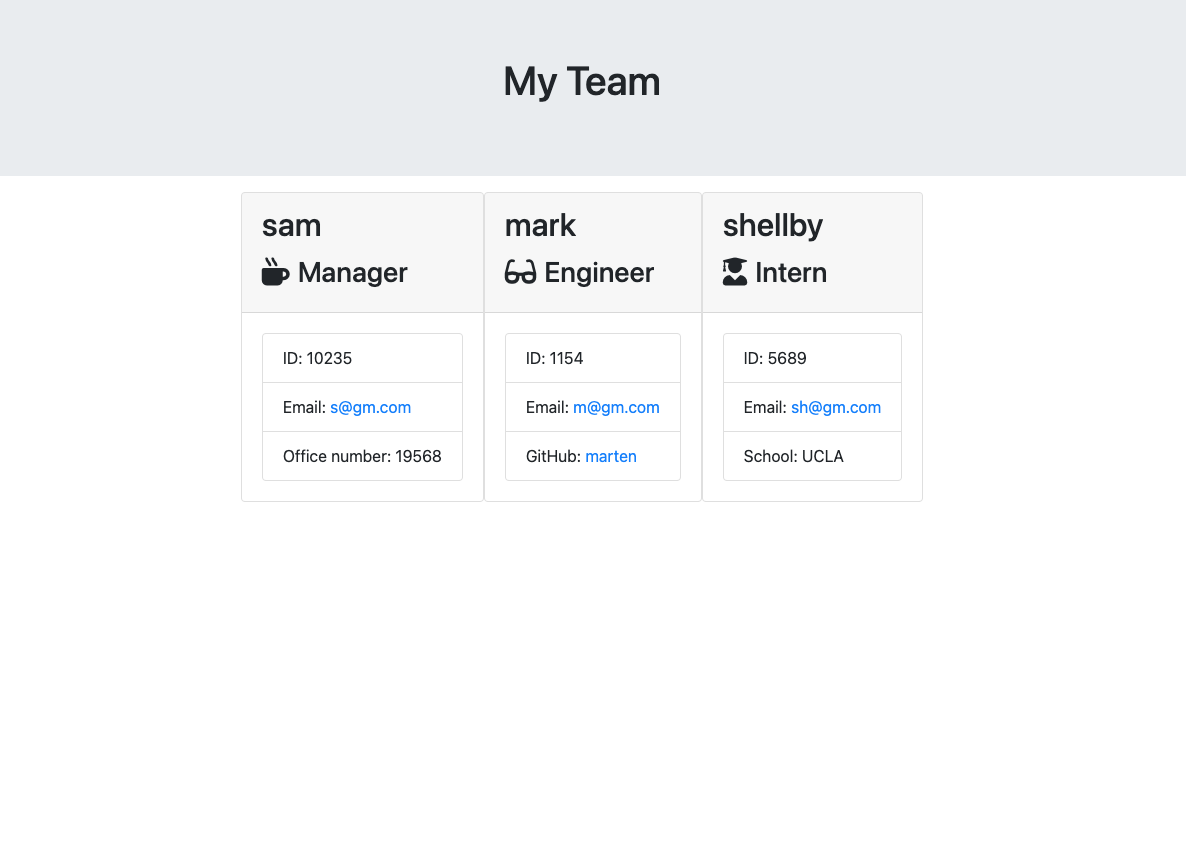 My Team
sam
Manager
ID: 10235
Email: s@gm.com
Office number: 19568
mark
Engineer
ID: 1154
Email: m@gm.com
GitHub: marten
shellby
Intern
ID: 5689
Email: sh@gm.com
School: UCLA